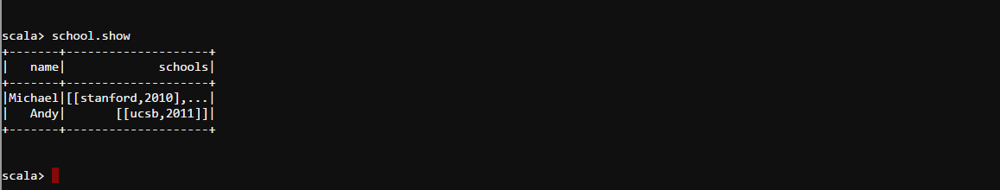 scala> school.show
+-------+--------------------+
|   name|             schools|
+-------+--------------------+
|Michael|[[stanford,2010],...|
|   Andy|       [[ucsb,2011]]|
+-------+--------------------+
scala>